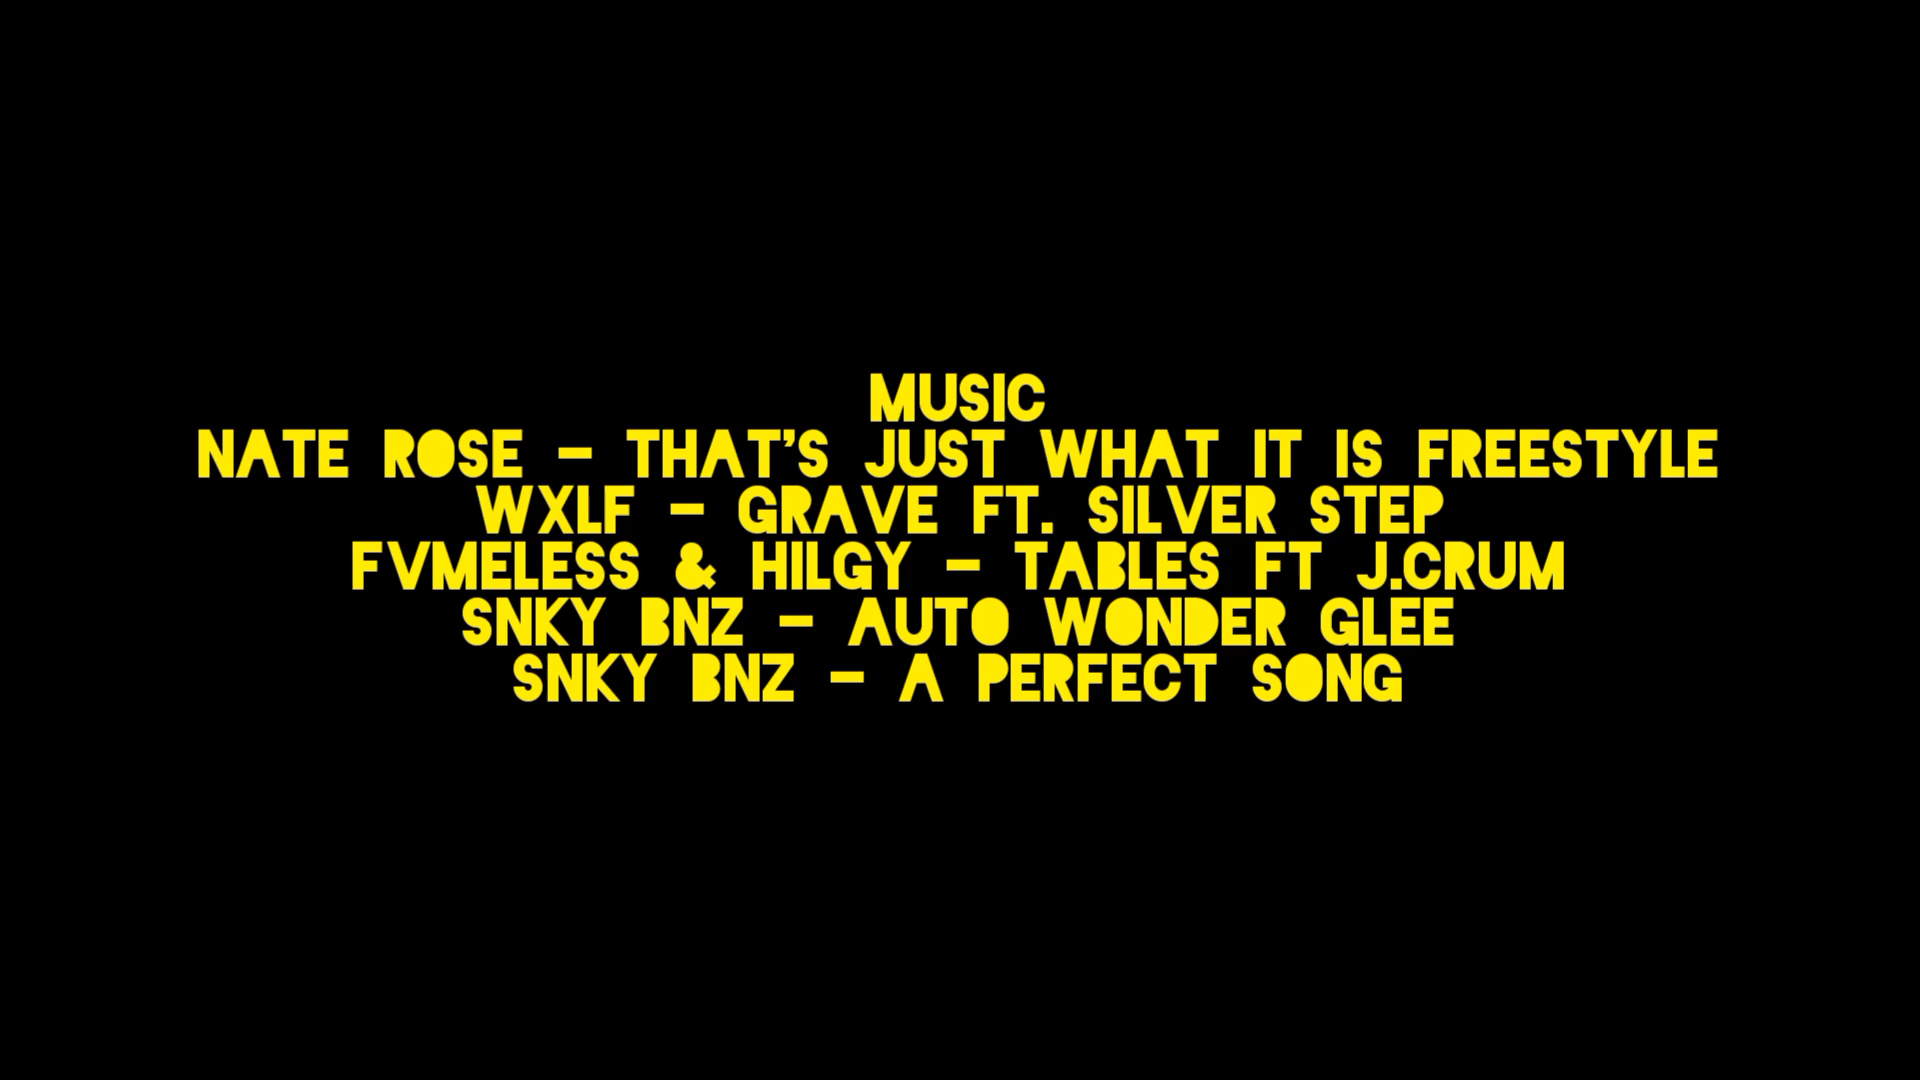 MUSIC
NATE ROSE - THAT'S JUST WHAT IT IS FREESTYLE
WXLF - GRAVE FT. SILVER STEP
FVMELESS & HILGY - TABLES FT J.CRUM
SNKY BNZ - AUTO WONDER GLEE
SNKY BNZ - A PERFECT SONG